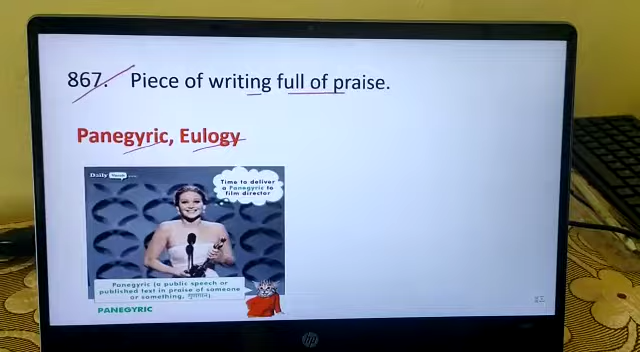 867. Piece of writing full of praise.
Panegyric, Eulogy
Daily
Time to deliver
a Panegyric to
film director
Panegyric (a public speech or
published text in praise of someone
or something, गुणगान).
PANEGYRIC
hp